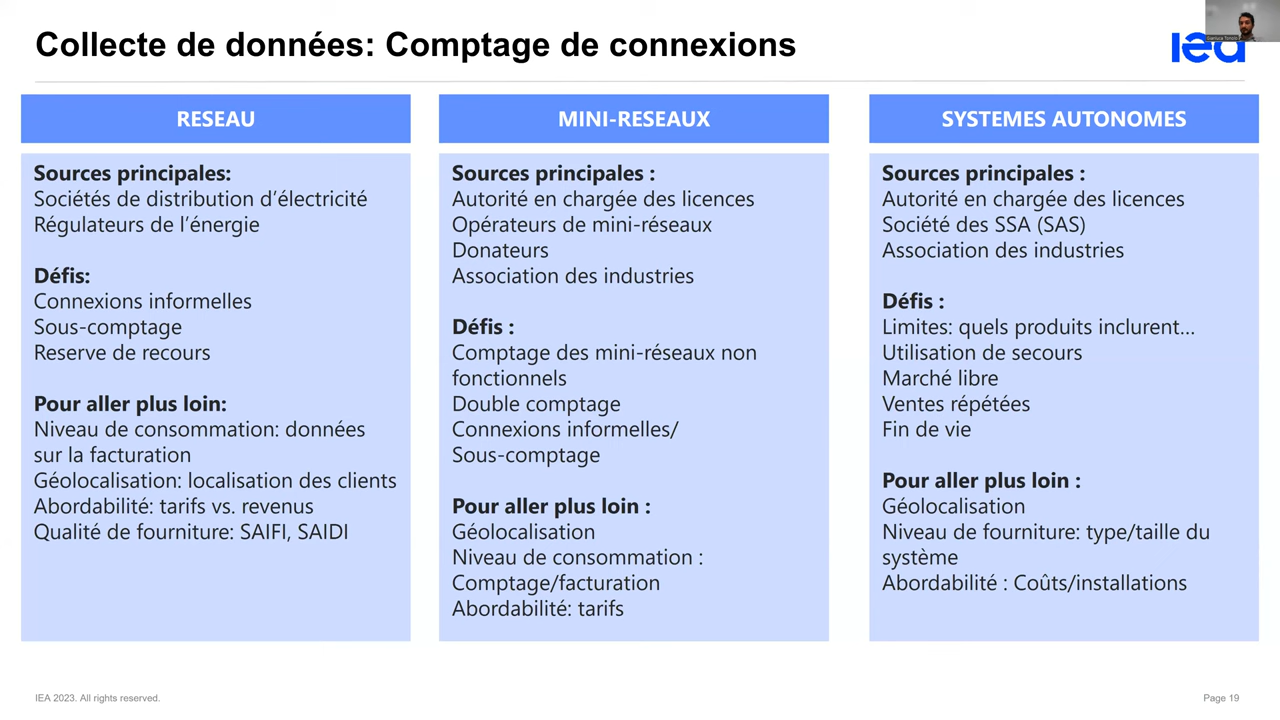 Collecte de données: Comptage de connexions
iea
RESEAU
Sources principales:
Sociétés de distribution d'électricité
Régulateurs de l'énergie
Défis:
Connexions informelles
Sous-comptage
Reserve de recours
Pour aller plus loin:
Niveau de consommation: données
sur la facturation
Géolocalisation: localisation des clients
Abordabilité: tarifs vs. revenus
Qualité de fourniture: SAIFI, SAIDI
MINI-RESEAUX
Sources principales :
Autorité en chargée des licences
Opérateurs de mini-réseaux
Donateurs
Association des industries
Défis :
Comptage des mini-réseaux non
fonctionnels
Double comptage
Connexions informelles/
Sous-comptage
Pour aller plus loin :
Géolocalisation
Niveau de consommation :
Comptage/facturation
Abordabilité: tarifs
SYSTEMES AUTONOMES
Sources principales :
Autorité en chargée des licences
Société des SSA (SAS)
Association des industries
Défis :
Limites: quels produits inclurent...
Utilisation de secours
Marché libre
Ventes répétées
Fin de vie
Pour aller plus loin :
Géolocalisation
Niveau de fourniture: type/taille du
système
Abordabilité : Coûts/installations
IEA 2023. All rights reserved.
Page 19